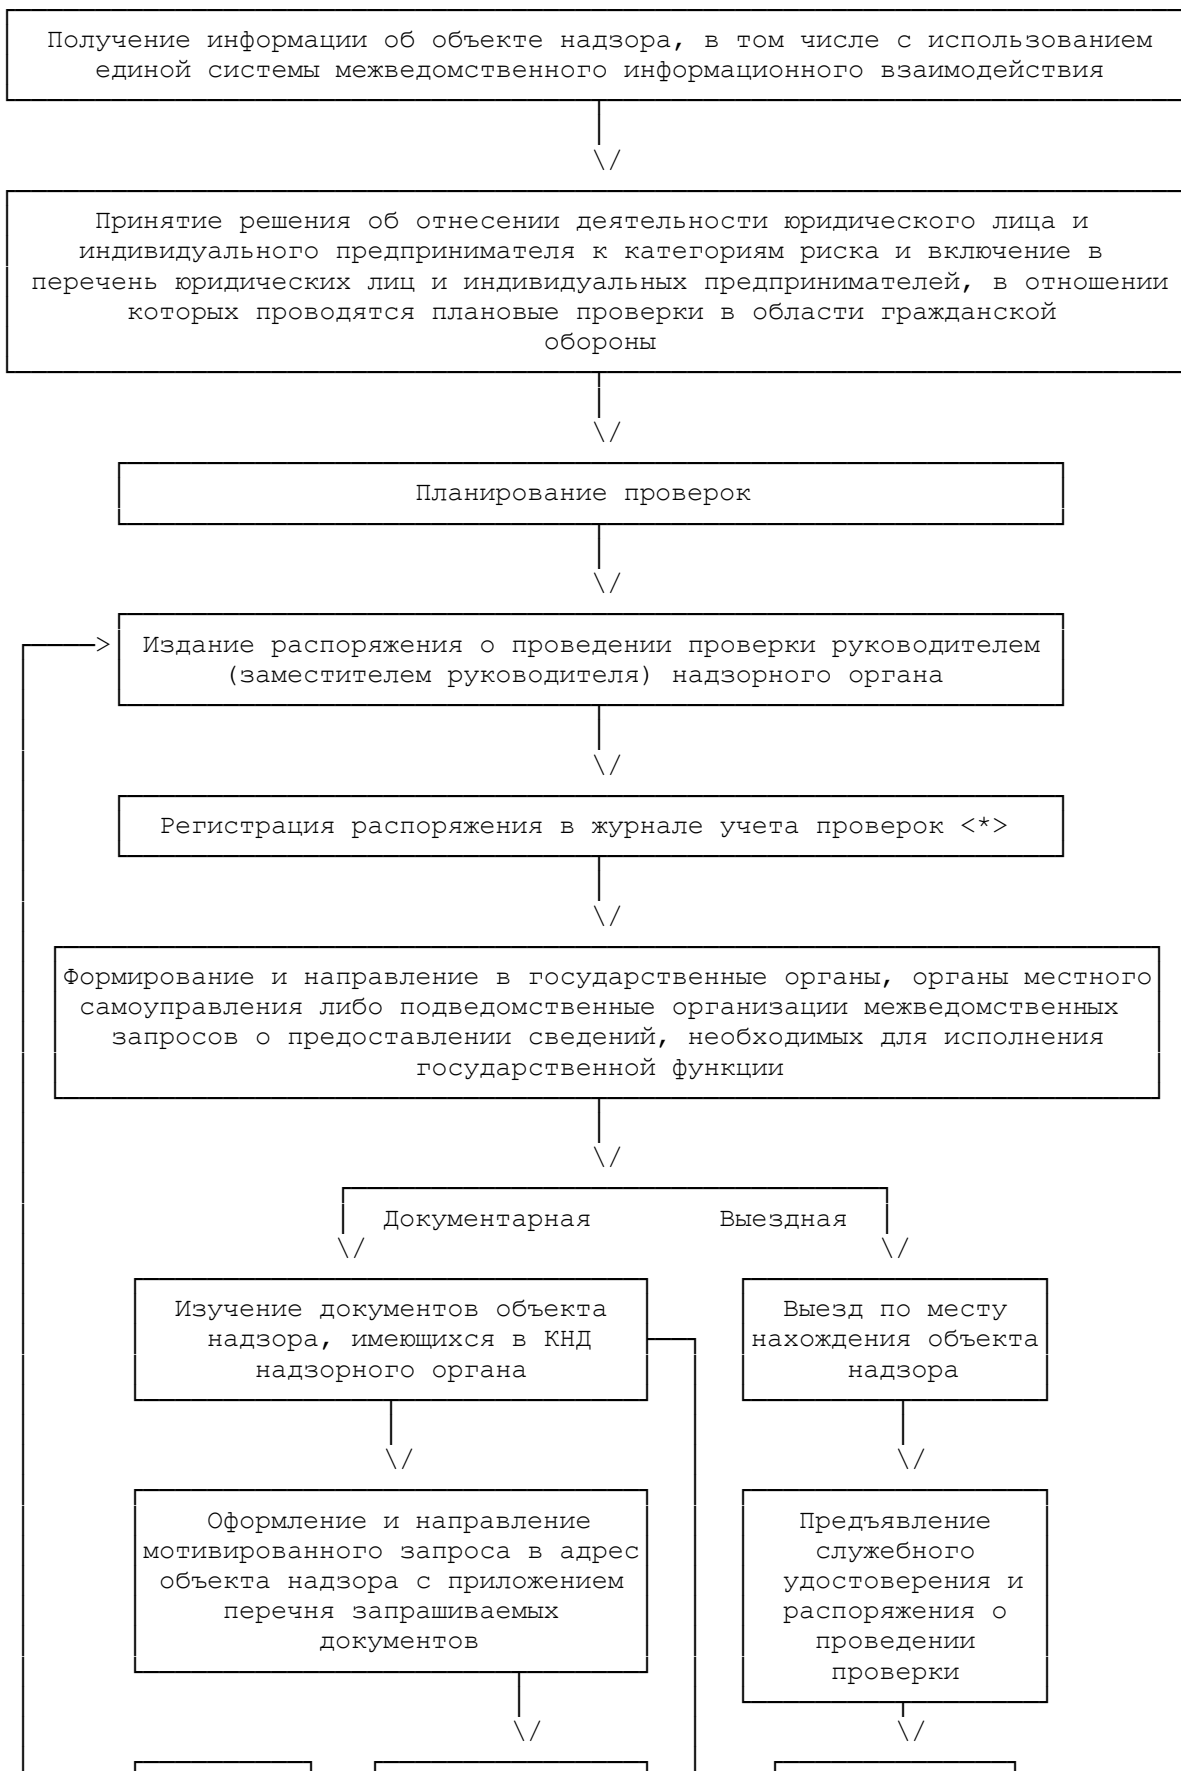 Получение информации об объекте надзора, в том числе с использованием
единой системы межведомственного информационного взаимодействия
Принятие решения об отнесении деятельности юридического лица и
индивидуального предпринимателя к категориям риска и включение в
перечень юридических лиц и индивидуальных предпринимателей, в отношении
которых проводятся плановые проверки в области гражданской
обороны
Планирование проверок
Издание распоряжения о проведении проверки руководителем
(заместителем руководителя) надзорного органа
Регистрация распоряжения в журнале учета проверок <*>
Формирование и направление в государственные органы, органы местного
самоуправления либо подведомственные организации межведомственных
запросов о предоставлении сведений, необходимых для исполнения
государственной функции
Документарная
Выездная
Изучение документов объекта
надзора, имеющихся в КНД
надзорного органа
Выезд по месту
нахождения объекта
надзора
Оформление и направление
мотивированного запроса в адрес
объекта надзора с приложением
перечня запрашиваемых
документов
Предъявление
служебного
удостоверения и
распоряжения о
проведении
проверки